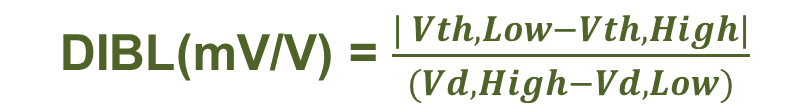 DIBL(mV/V) = | Vth,Low−Vth,High|
(Vd,High−Vd,Low)